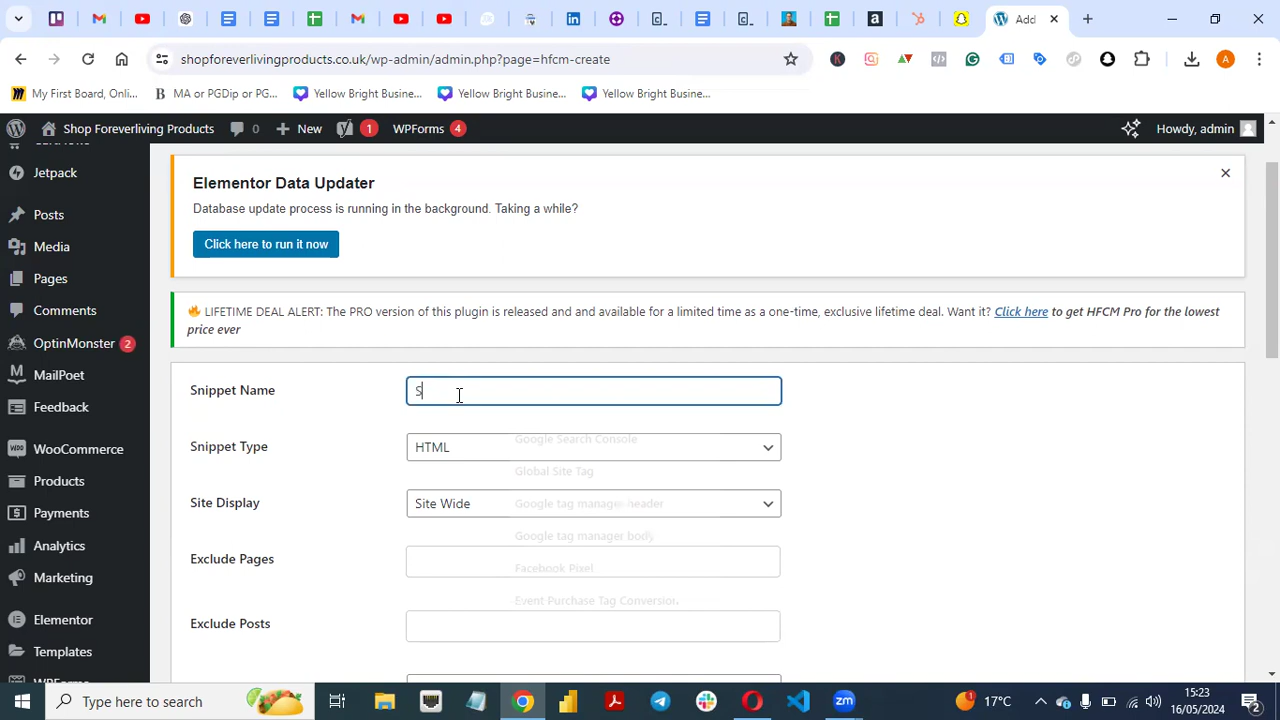 Add
shopforeverlivingproducts.co.uk/wp-admin/admin.php?page=hfcm-create
My First Board, Onli...
MA or PGDip or PG...
Yellow Bright Busine...
Yellow Bright Busine...
Yellow Bright Busine...
Shop Foreverliving Products
0
New
1
WPForms
4
Howdy, admin
Jetpack
Posts
Media
Pages
Comments
OptinMonster
2
MailPoet
Feedback
WooCommerce
Products
Payments
Analytics
Marketing
Elementor
Templates
WPForms
Elementor Data Updater
Database update process is running in the background. Taking a while?
Click here to run it now
LIFETIME DEAL ALERT: The PRO version of this plugin is released and and available for a limited time as a one-time, exclusive lifetime deal. Want it? Click here to get HFCM Pro for the lowest
price ever
Snippet Name
S
Snippet Type
HTML
Google Search Console
Global Site Tag
Site Display
Site Wide
Google tag manager header
Google tag manager body
Exclude Pages
Facebook Pixel
Event Purchase Tag Conversion
Exclude Posts
Type here to search
17°C
15:23
16/05/2024
2